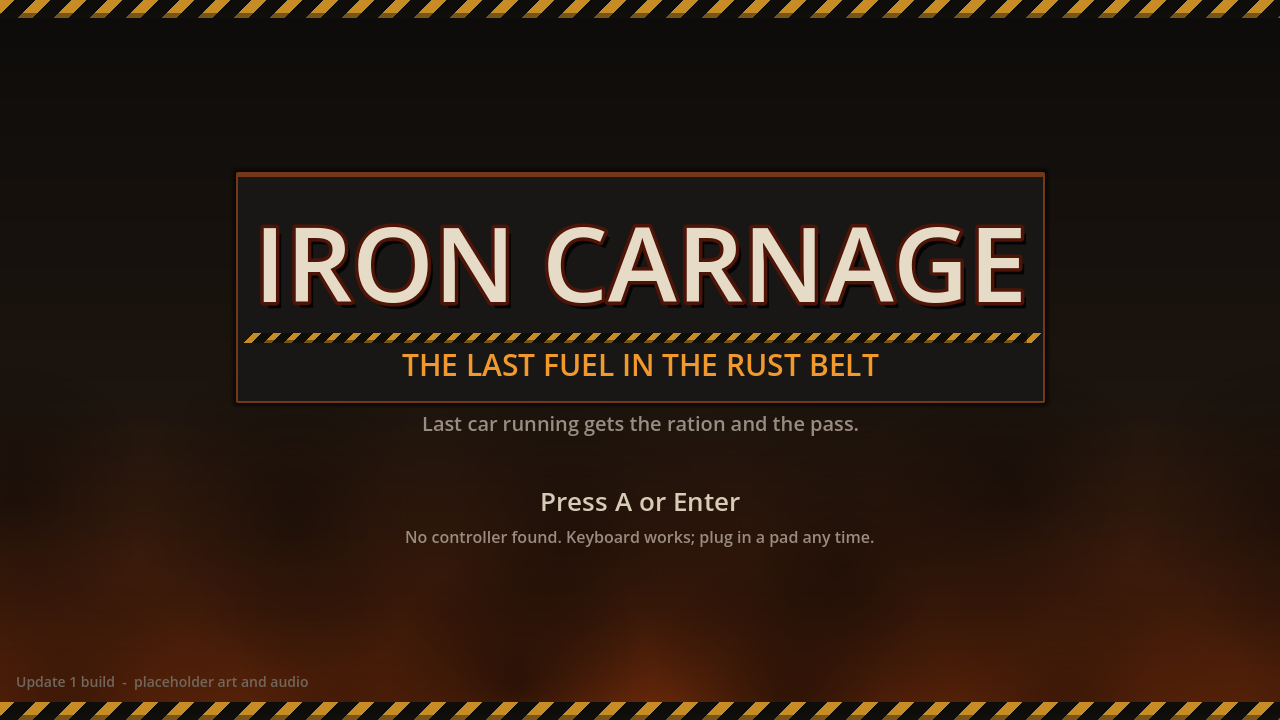 IRON CARNAGE
THE LAST FUEL IN THE RUST BELT
Last car running gets the ration and the pass.
Press A or Enter
No controller found. Keyboard works; plug in a pad any time.
Update 1 build - placeholder art and audio